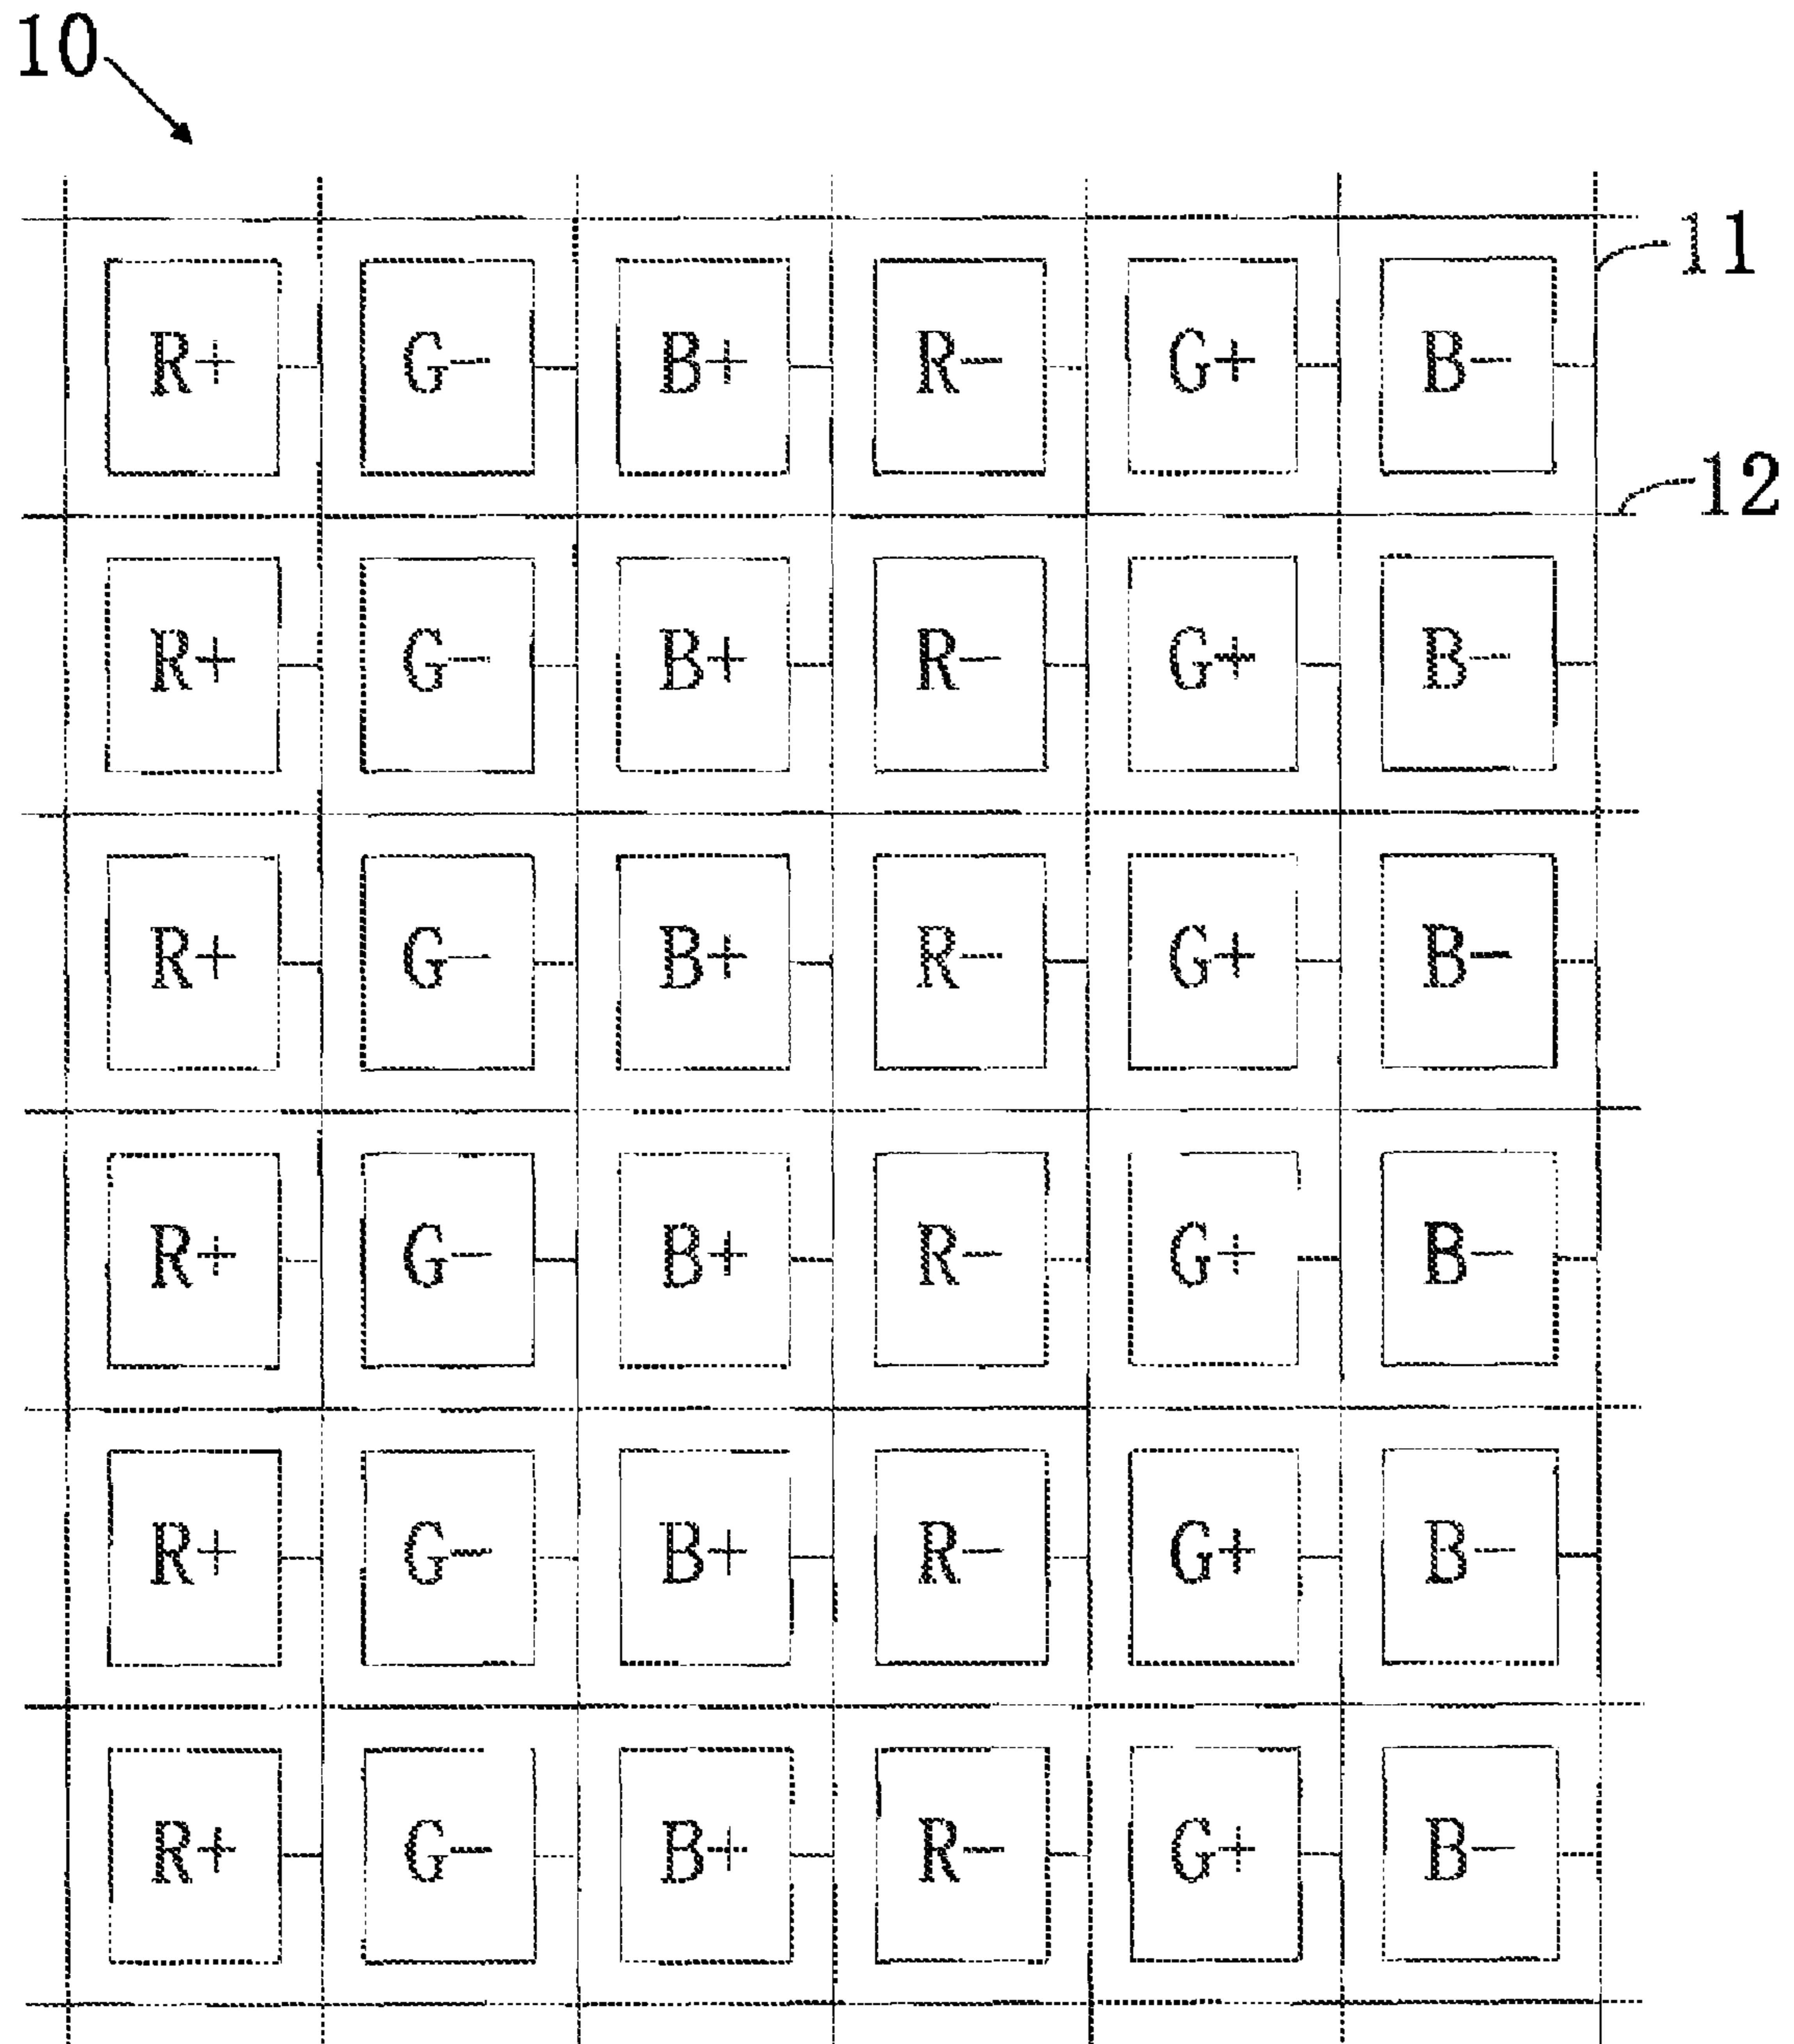 10
11
R+ G− B+ R− G+ B−
12
R+ G− B+ R− G+ B−
R+ G− B+ R− G+ B−
R+ G− B+ R− G+ B−
R+ G− B+ R− G+ B−
R+ G− B+ R− G+ B−